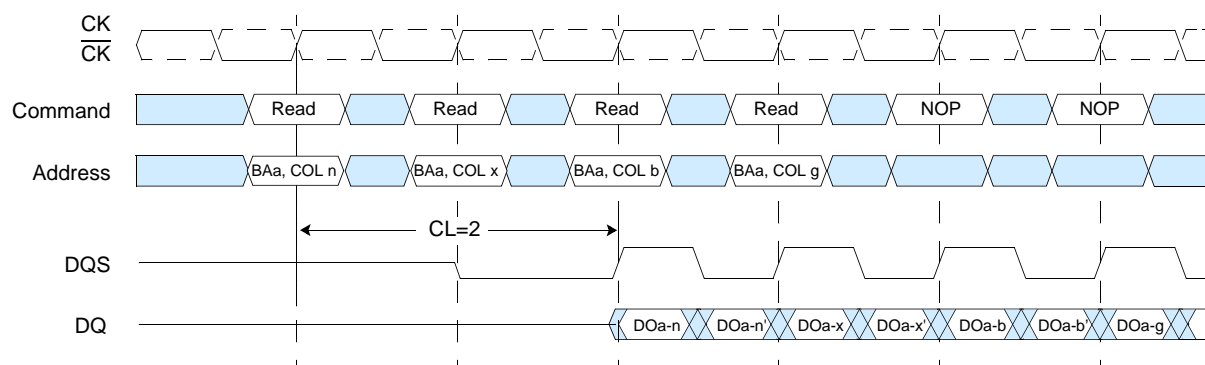 CK
CK
Command Read Read Read Read NOP NOP
Address BAa, COL n BAa, COL x BAa, COL b BAa, COL g
CL=2
DQS
DQ DOa-n DOa-n' DOa-x DOa-x' DOa-b DOa-b' DOa-g